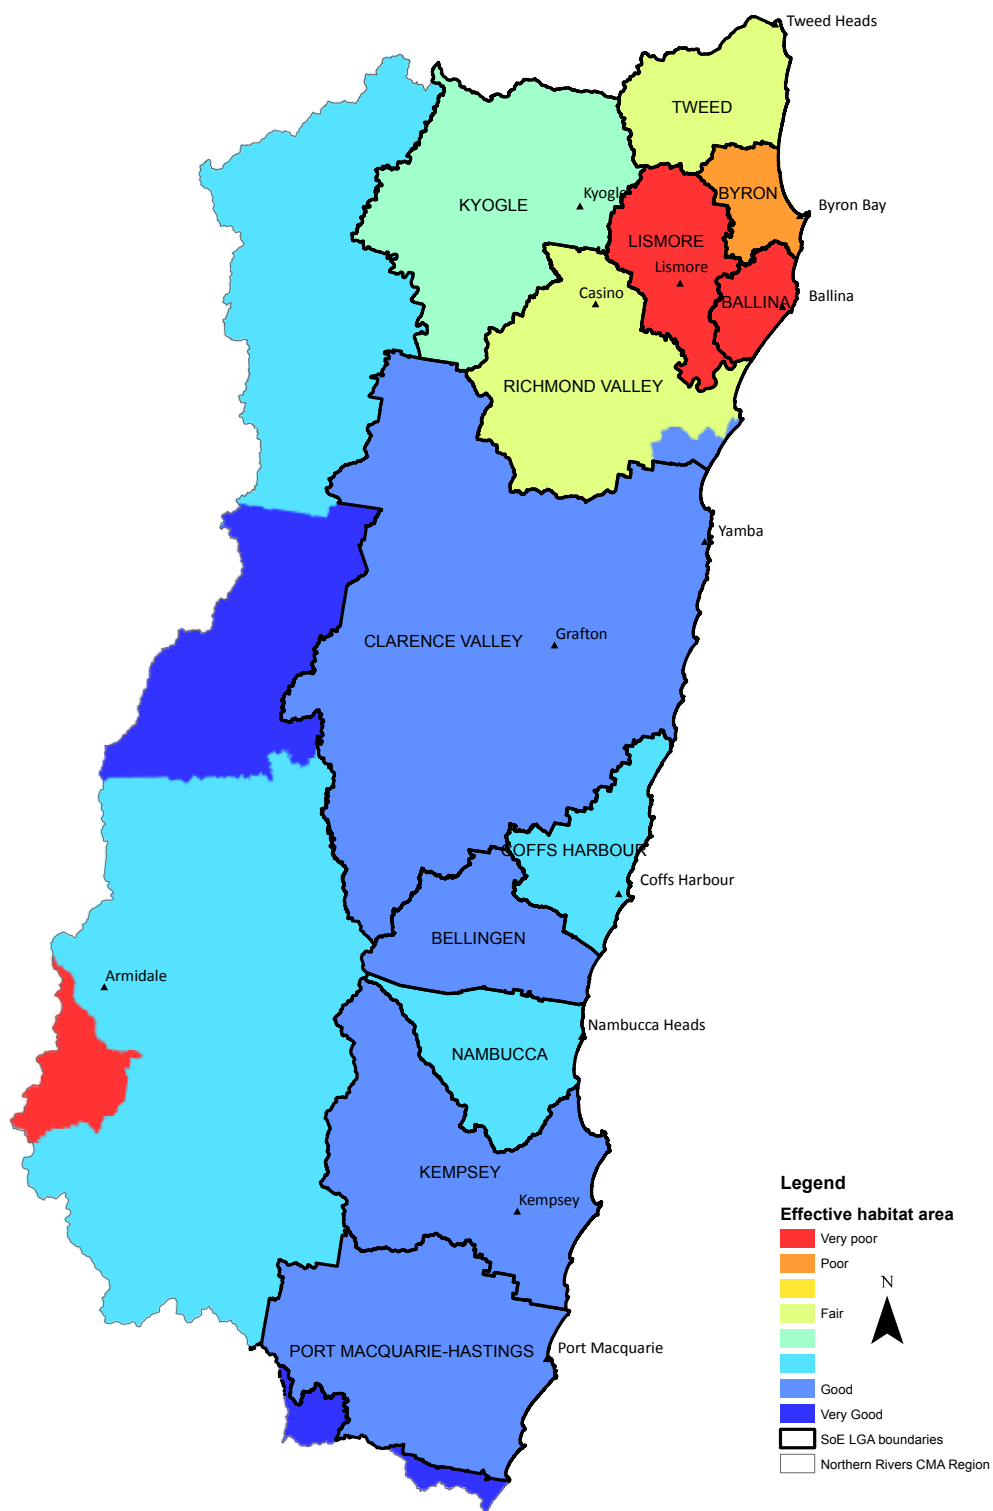 Tweed Heads
TWEED
BYRON
Byron Bay
KYOGLE
Kyogle
LISMORE
Lismore
BALLINA
Ballina
Casino
RICHMOND VALLEY
Yamba
CLARENCE VALLEY
Grafton
COFFS HARBOUR
Coffs Harbour
BELLINGEN
Armidale
Nambucca Heads
NAMBUCCA
KEMPSEY
Kempsey
PORT MACQUARIE-HASTINGS
Port Macquarie
Legend
Effective habitat area
Very poor
Poor
Fair
Good
Very Good
SoE LGA boundaries
Northern Rivers CMA Region
N